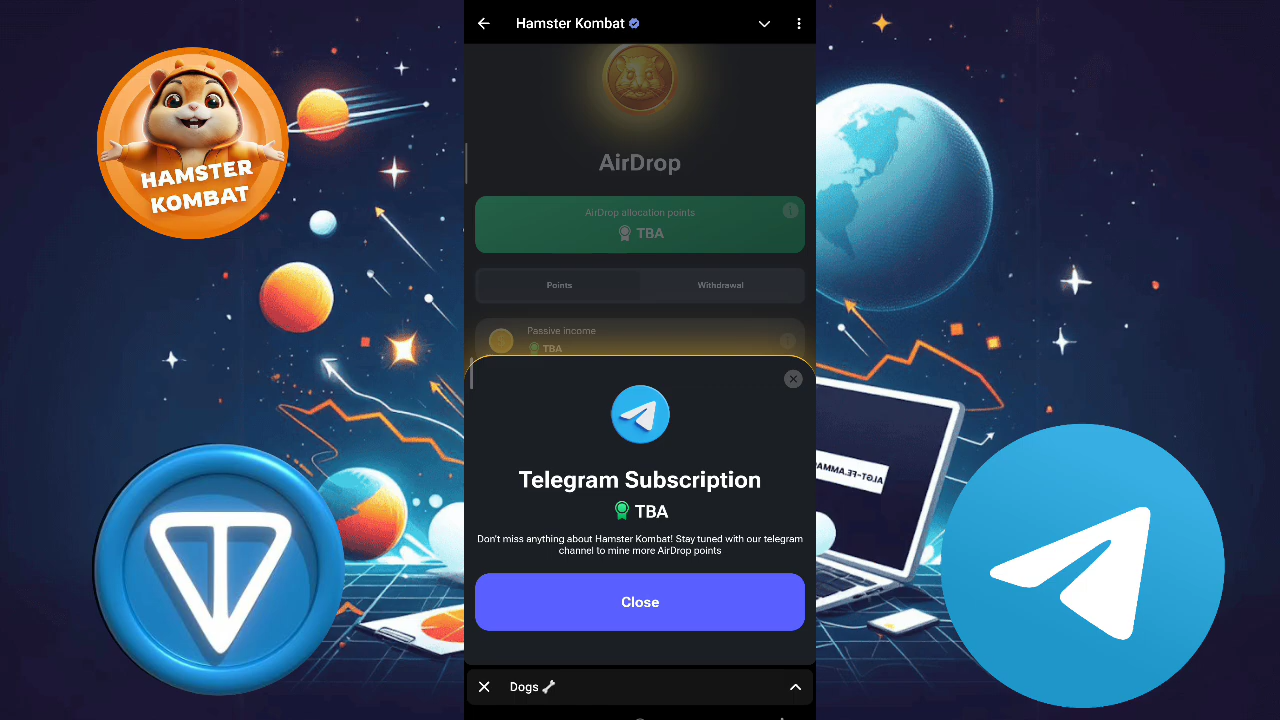 Hamster Kombat
HAMSTER
KOMBAT
AirDrop
AirDrop allocation points
TBA
Points
Withdrawal
Passive income
TBA
Telegram Subscription
TBA
Don't miss anything about Hamster Kombat! Stay tuned with our telegram
channel to mine more AirDrop points
Close
Dogs